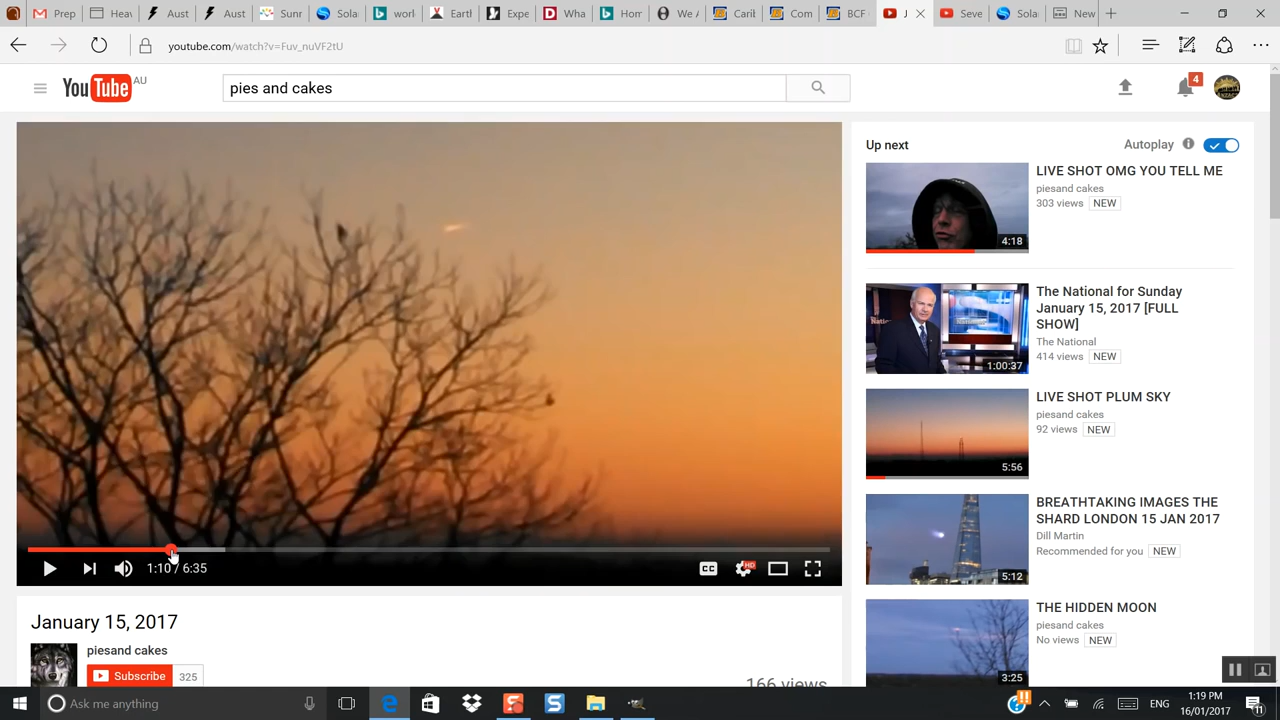 Prep
Heav
Aust
Aust
Suns
Sola
work
Earth
Expe
Wha
Hom
We A
Carib
Com
BCF
J
Seve
Sola
New
youtube.com/watch?v=Fuv_nuVF2tU
YouTube AU
pies and cakes
4
Up next
Autoplay
LIVE SHOT OMG YOU TELL ME
piesand cakes
303 views NEW
4:18
The National for Sunday
January 15, 2017 [FULL
SHOW]
The National
414 views NEW
1:00:37
LIVE SHOT PLUM SKY
piesand cakes
92 views NEW
5:56
BREATHTAKING IMAGES THE
SHARD LONDON 15 JAN 2017
Dill Martin
Recommended for you NEW
5:12
THE HIDDEN MOON
piesand cakes
No views NEW
3:25
1:10 / 6:35
CC
HD
January 15, 2017
piesand cakes
Subscribe 325
166 views
Ask me anything
ENG
1:19 PM
16/01/2017
11